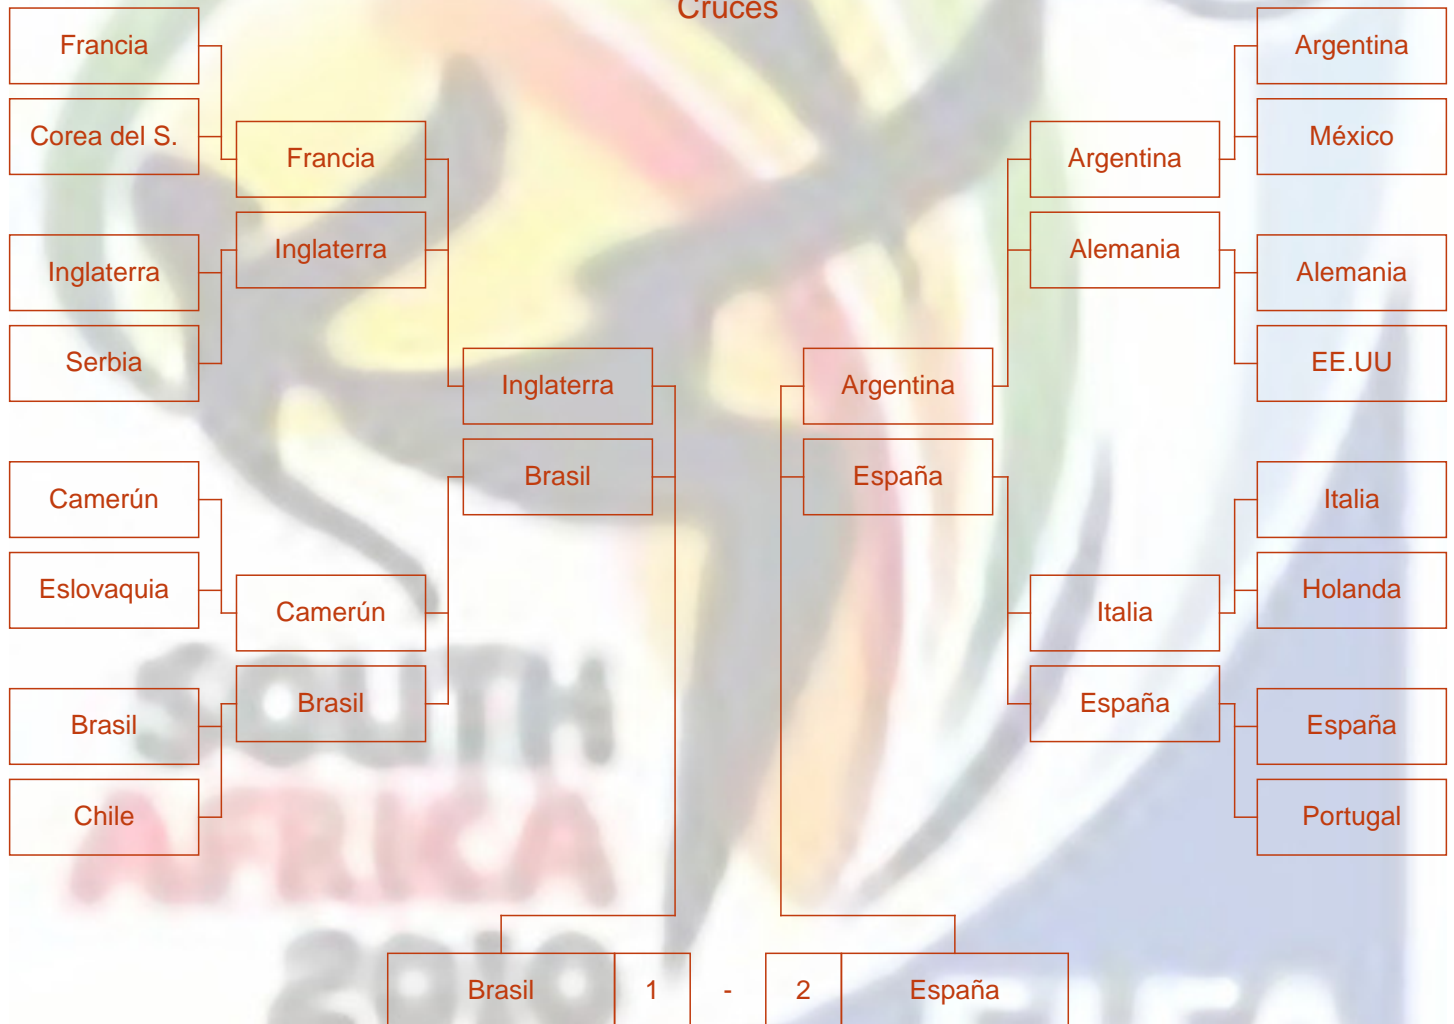 Cruces
Francia
Corea del S.
Inglaterra
Serbia
Camerún
Eslovaquia
Brasil
Chile
Francia
Inglaterra
Camerún
Brasil
Inglaterra
Brasil
Argentina
España
Argentina
Alemania
Italia
España
Argentina
México
Alemania
EE.UU
Italia
Holanda
España
Portugal
Brasil 1 - 2 España
SOUTH
AFRICA
2010
FIFA